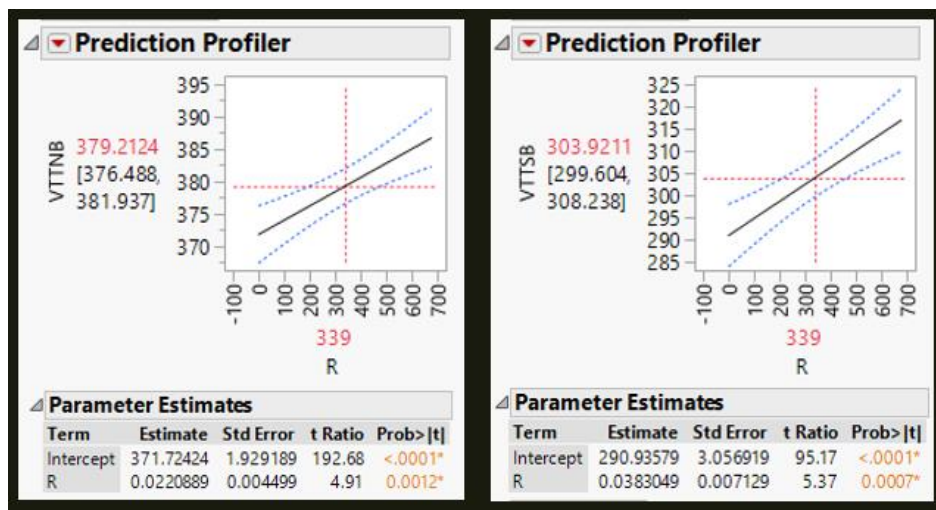 Prediction Profiler
395
390
385
380
375
370
VTTNB
379.2124
[376.488,
381.937]
-100
0
100
200
300
400
500
600
700
339
R
Parameter Estimates
Term Estimate Std Error t Ratio Prob>|t|
Intercept 371.72424 1.929189 192.68 <.0001*
R 0.0220889 0.004499 4.91 0.0012*
Prediction Profiler
325
320
315
310
305
300
295
290
285
VTTSB
303.9211
[299.604,
308.238]
-100
0
100
200
300
400
500
600
700
339
R
Parameter Estimates
Term Estimate Std Error t Ratio Prob>|t|
Intercept 290.93579 3.056919 95.17 <.0001*
R 0.0383049 0.007129 5.37 0.0007*